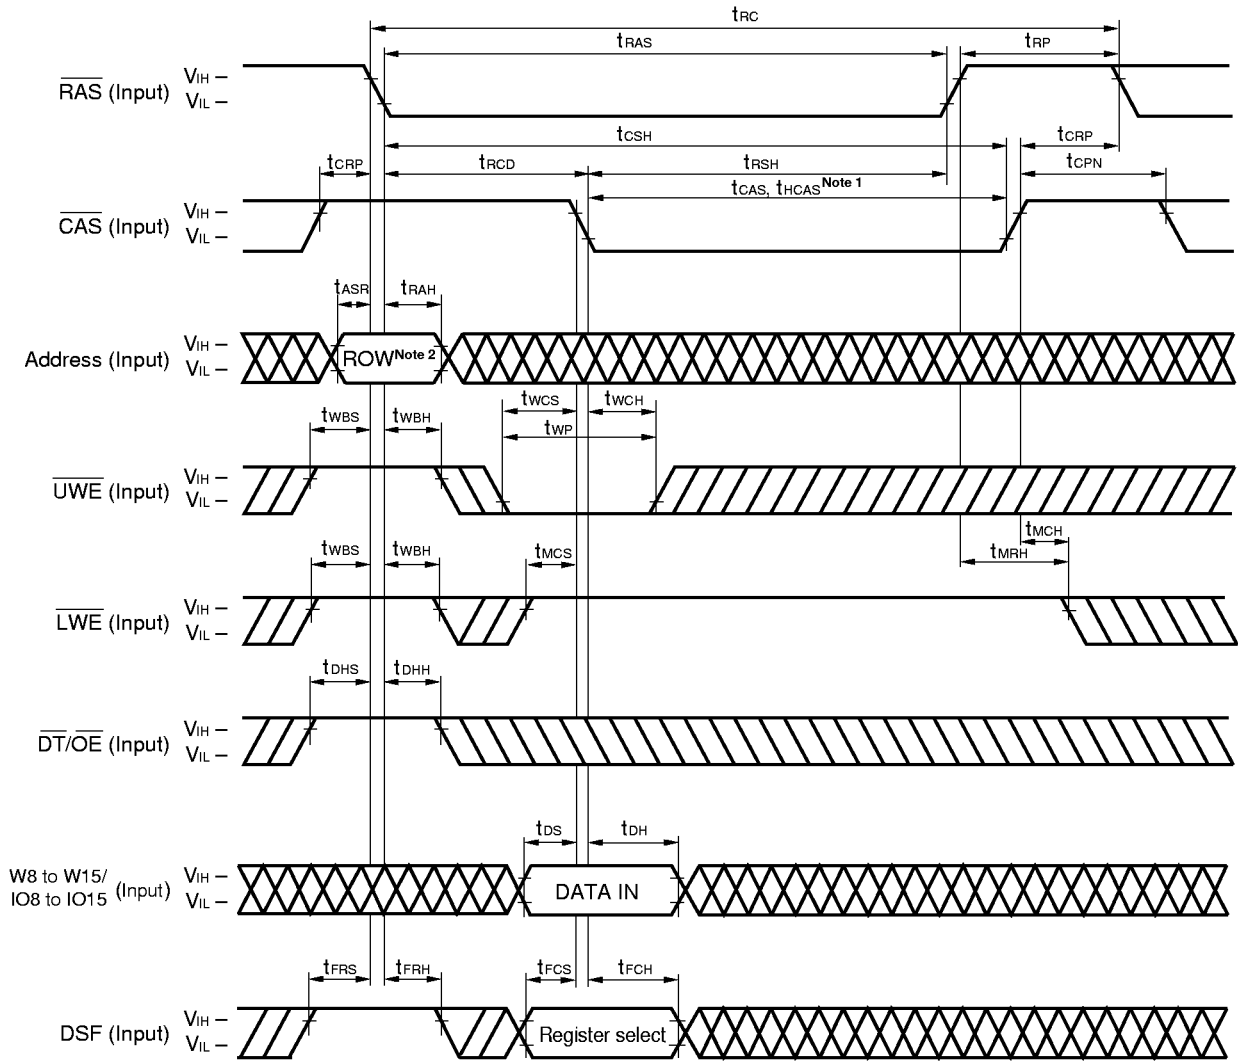 tRC
tRAS tRP
RAS (Input) VIH –
VIL –
tCSH tCRP
tCRP tRCD tRSH tCPN
tCAS, tHCAS Note 1
CAS (Input) VIH –
VIL –
tASR tRAH
Address (Input) VIH –
VIL –
ROW Note 2
tWCS tWCH
tWBS tWBH tWP
UWE (Input) VIH –
VIL –
tMCH
tWBS tWBH tMCS tMRH
LWE (Input) VIH –
VIL –
tDHS tDHH
DT/OE (Input) VIH –
VIL –
tDS tDH
W8 to W15/
IO8 to IO15 (Input) VIH –
VIL –
DATA IN
tFRS tFRH tFCS tFCH
DSF (Input) VIH –
VIL –
Register select